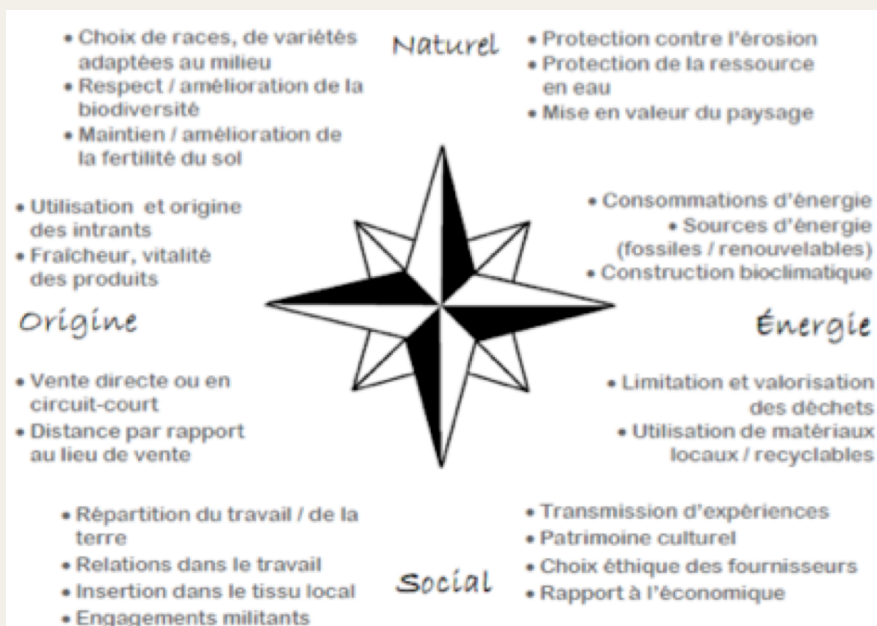 Naturel
• Choix de races, de variétés
adaptées au milieu
• Respect / amélioration de la
biodiversité
• Maintien / amélioration de
la fertilité du sol
• Protection contre l'érosion
• Protection de la ressource
en eau
• Mise en valeur du paysage
• Utilisation et origine
des intrants
• Fraîcheur, vitalité
des produits
Origine
• Vente directe ou en
circuit-court
• Distance par rapport
au lieu de vente
• Consommations d'énergie
• Sources d'énergie
(fossiles / renouvelables)
• Construction bioclimatique
Énergie
• Limitation et valorisation
des déchets
• Utilisation de matériaux
locaux / recyclables
• Répartition du travail / de la
terre
• Relations dans le travail
• Insertion dans le tissu local
• Engagements militants
Social
• Transmission d'expériences
• Patrimoine culturel
• Choix éthique des fournisseurs
• Rapport à l'économique